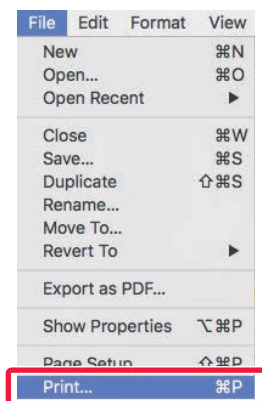 File Edit Format View
New ⌘N
Open... ⌘O
Open Recent ▶
Close ⌘W
Save... ⌘S
Duplicate ⇧⌘S
Rename...
Move To...
Revert To ▶
Export as PDF...
Show Properties ⌥⌘P
Page Setup ⇧⌘P
Print... ⌘P